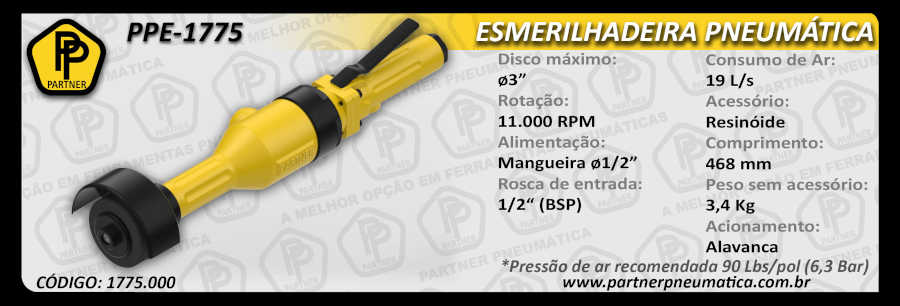 PPE-1775
ESMERILHADEIRA PNEUMÁTICA
PP
PARTNER
Disco máximo:
ø3”
Rotação:
11.000 RPM
Alimentação:
Mangueira ø1/2”
Rosca de entrada:
1/2“ (BSP)
Consumo de Ar:
19 L/s
Acessório:
Resinóide
Comprimento:
468 mm
Peso sem acessório:
3,4 Kg
Acionamento:
Alavanca
*Pressão de ar recomendada 90 Lbs/pol (6,3 Bar)
CÓDIGO: 1775.000
www.partnerpneumatica.com.br